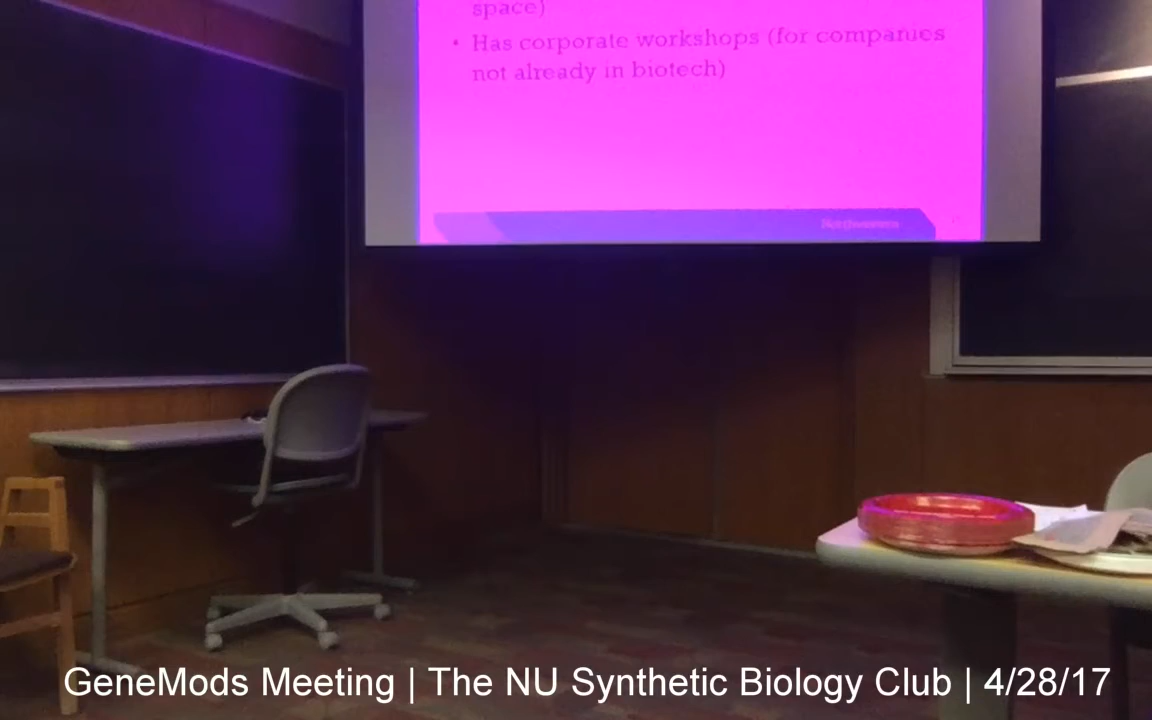 space)
• Has corporate workshops (for companies
not already in biotech)
Northwestern
GeneMods Meeting | The NU Synthetic Biology Club | 4/28/17